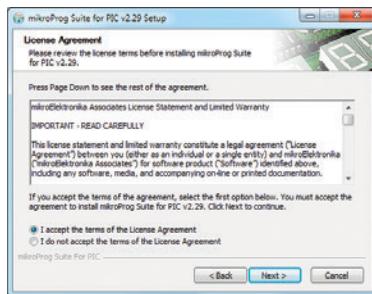 mikroProg Suite for PIC v2.29 Setup
License Agreement
Please review the license terms before installing mikroProg Suite
for PIC v2.29.
Press Page Down to see the rest of the agreement.
mikroElektronika Associates License Statement and Limited Warranty
IMPORTANT - READ CAREFULLY
This license statement and limited warranty constitute a legal agreement ("License
Agreement") between you (either as an individual or a single entity) and mikroElektronika
("mikroElektronika Associates") for software product ("Software") identified above,
including any software, media, and accompanying on-line or printed documentation.
If you accept the terms of the agreement, select the first option below. You must accept the
agreement to install mikroProg Suite for PIC v2.29. Click Next to continue.
I accept the terms of the License Agreement
I do not accept the terms of the License Agreement
mikroProg Suite For PIC
< Back Next > Cancel